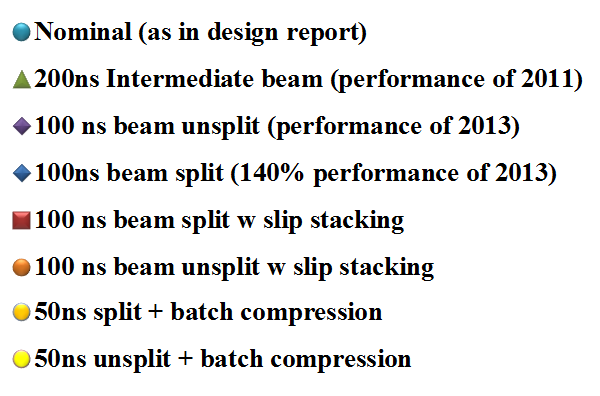 Nominal (as in design report)
200ns Intermediate beam (performance of 2011)
100 ns beam unsplit (performance of 2013)
100ns beam split (140% performance of 2013)
100 ns beam split w slip stacking
100 ns beam unsplit w slip stacking
50ns split + batch compression
50ns unsplit + batch compression